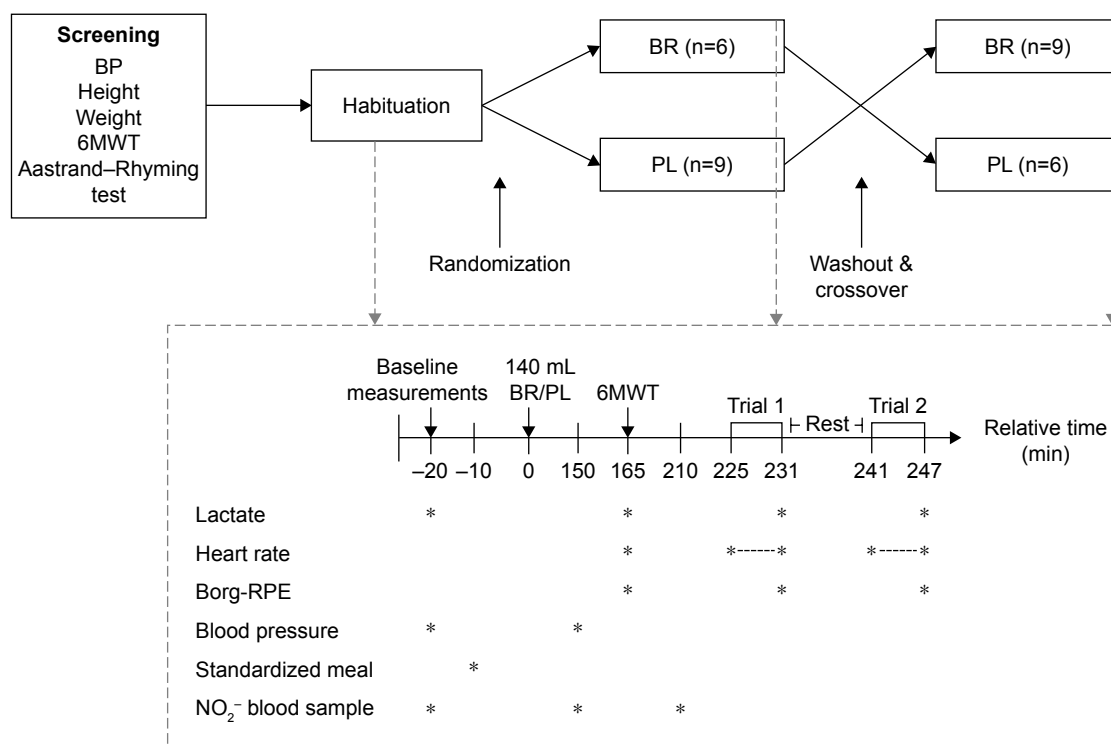 Screening
BP
Height
Weight
6MWT
Aastrand–Rhyming
test
Habituation
BR (n=6)
PL (n=9)
BR (n=9)
PL (n=6)
Randomization
Washout &
crossover
Baseline
measurements
140 mL
BR/PL
6MWT
Trial 1
Rest
Trial 2
Relative time
(min)
–20 –10 0 150 165 210 225 231 241 247
Lactate * * * *
Heart rate * *------* *------*
Borg-RPE * * *
Blood pressure * *
Standardized meal *
NO₂⁻ blood sample * * *